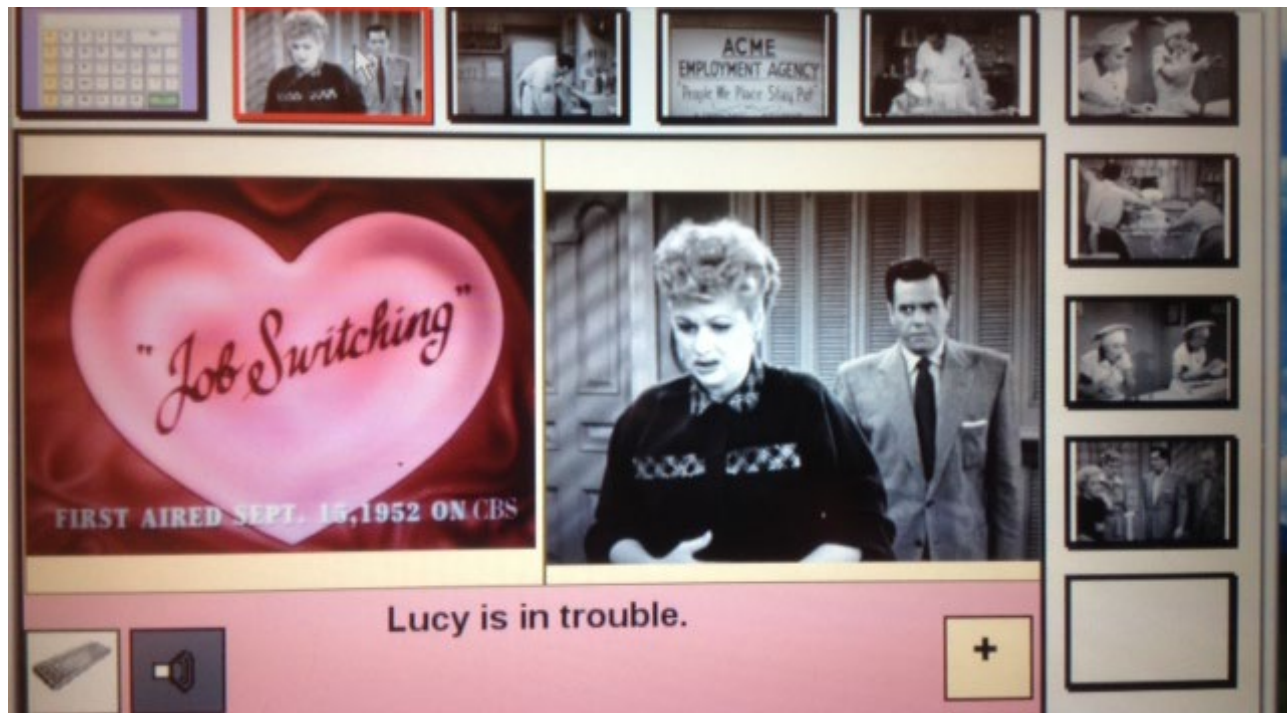 ACME
EMPLOYMENT AGENCY
"People We Place Stay Put"
"Job Switching"
FIRST AIRED SEPT. 15, 1952 ON CBS
Lucy is in trouble.
+